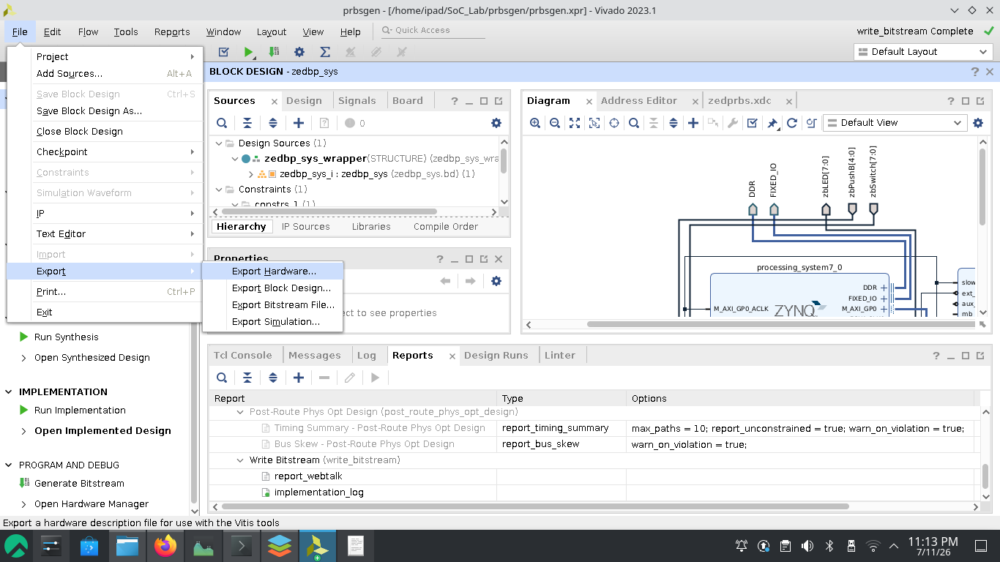 prbsgen - [/home/ipad/SoC_Lab/prbsgen/prbsgen.xpr] - Vivado 2023.1
File Edit Flow Tools Reports Window Layout View Help Quick Access
write_bitstream Complete
Default Layout
Project
Add Sources... Alt+A
Save Block Design Ctrl+S
Save Block Design As...
Close Block Design
Checkpoint
Constraints
Simulation Waveform
IP
Text Editor
Import
Export
Print... Ctrl+P
Exit
Export Hardware...
Export Block Design...
Export Bitstream File...
Export Simulation...
BLOCK DESIGN - zedbp_sys
Sources Design Signals Board
0
Design Sources (1)
zedbp_sys_wrapper(STRUCTURE) (zedbp_sys_wra
zedbp_sys_i : zedbp_sys (zedbp_sys.bd) (1)
Constraints (1)
constrs_1
Hierarchy IP Sources Libraries Compile Order
Properties
ect to see properties
Diagram Address Editor zedprbs.xdc
Default View
DDR
FIXED_IO
zbLED[7:0]
zbPushB[4:0]
zbSwitch[7:0]
processing_system7_0
DDR
FIXED_IO
M_AXI_GP0_ACLK
ZYNQ
M_AXI_GP0
slow
ext_
aux_
mb
Run Synthesis
Open Synthesized Design
IMPLEMENTATION
Run Implementation
Open Implemented Design
PROGRAM AND DEBUG
Generate Bitstream
Open Hardware Manager
Tcl Console Messages Log Reports Design Runs Linter
Report Type Options
Post-Route Phys Opt Design (post_route_phys_opt_design)
Timing Summary - Post-Route Phys Opt Design report_timing_summary max_paths = 10; report_unconstrained = true; warn_on_violation = true;
Bus Skew - Post-Route Phys Opt Design report_bus_skew warn_on_violation = true;
Write Bitstream (write_bitstream)
report_webtalk
implementation_log
Export a hardware description file for use with the Vitis tools
11:13 PM
7/11/26